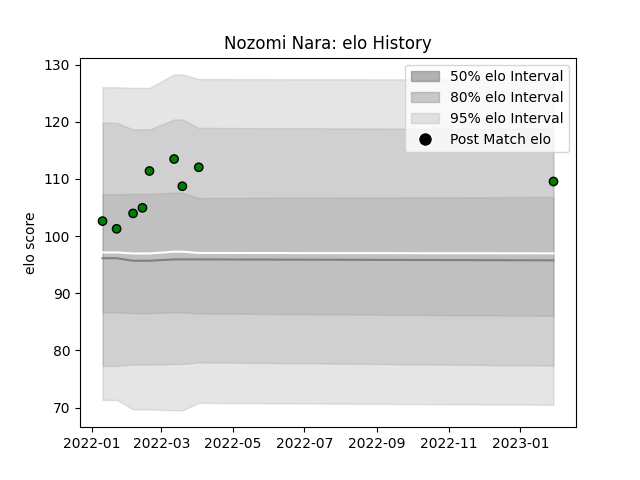 Nozomi Nara: elo History
130
120
110
100
90
80
70
elo score
50% elo Interval
80% elo Interval
95% elo Interval
Post Match elo
2022-01 2022-03 2022-05 2022-07 2022-09 2022-11 2023-01